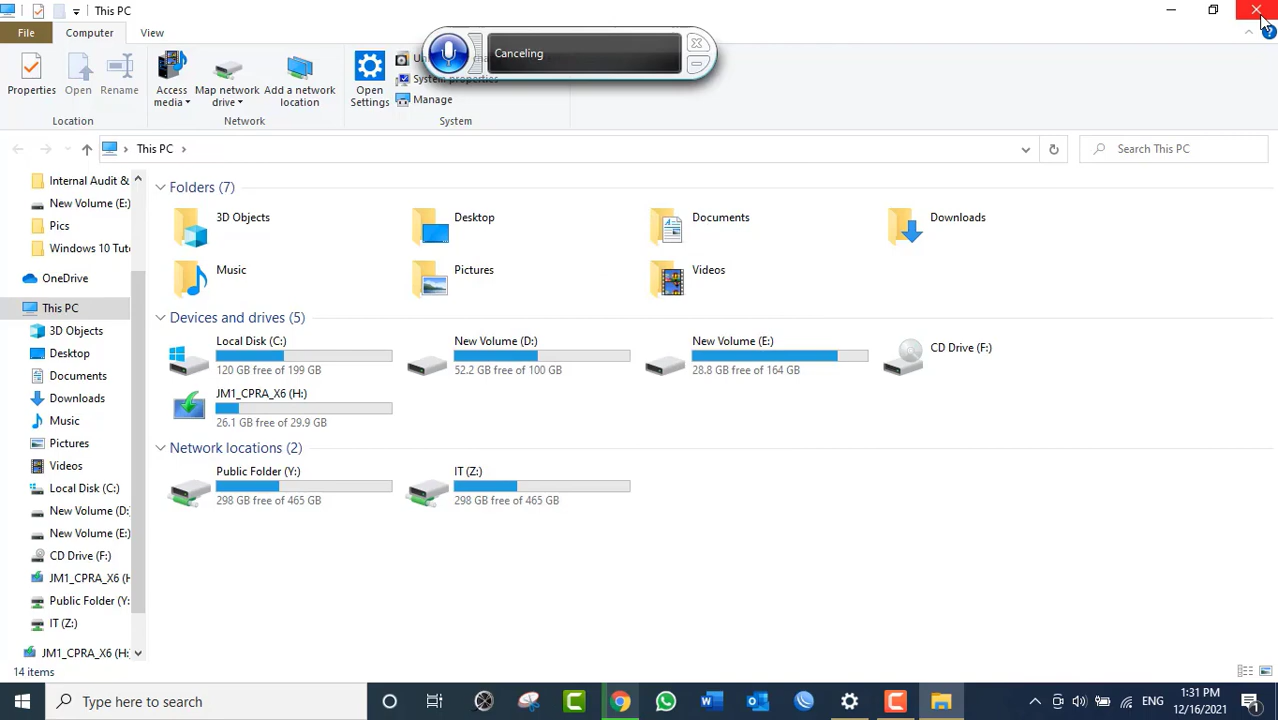 This PC
File
Computer
View
Canceling
Properties
Open
Rename
Access media
Map network drive
Add a network location
Open Settings
System properties
Manage
Location
Network
System
This PC
Search This PC
Internal Audit &
New Volume (E:)
Pics
Windows 10 Tuto
OneDrive
This PC
3D Objects
Desktop
Documents
Downloads
Music
Pictures
Videos
Local Disk (C:)
New Volume (D:
New Volume (E:)
CD Drive (F:)
JM1_CPRA_X6 (H
Public Folder (Y:
IT (Z:)
JM1_CPRA_X6 (H:
Folders (7)
3D Objects
Desktop
Documents
Downloads
Music
Pictures
Videos
Devices and drives (5)
Local Disk (C:)
120 GB free of 199 GB
New Volume (D:)
52.2 GB free of 100 GB
New Volume (E:)
28.8 GB free of 164 GB
CD Drive (F:)
JM1_CPRA_X6 (H:)
26.1 GB free of 29.9 GB
Network locations (2)
Public Folder (Y:)
298 GB free of 465 GB
IT (Z:)
298 GB free of 465 GB
14 items
Type here to search
ENG
1:31 PM
12/16/2021
1